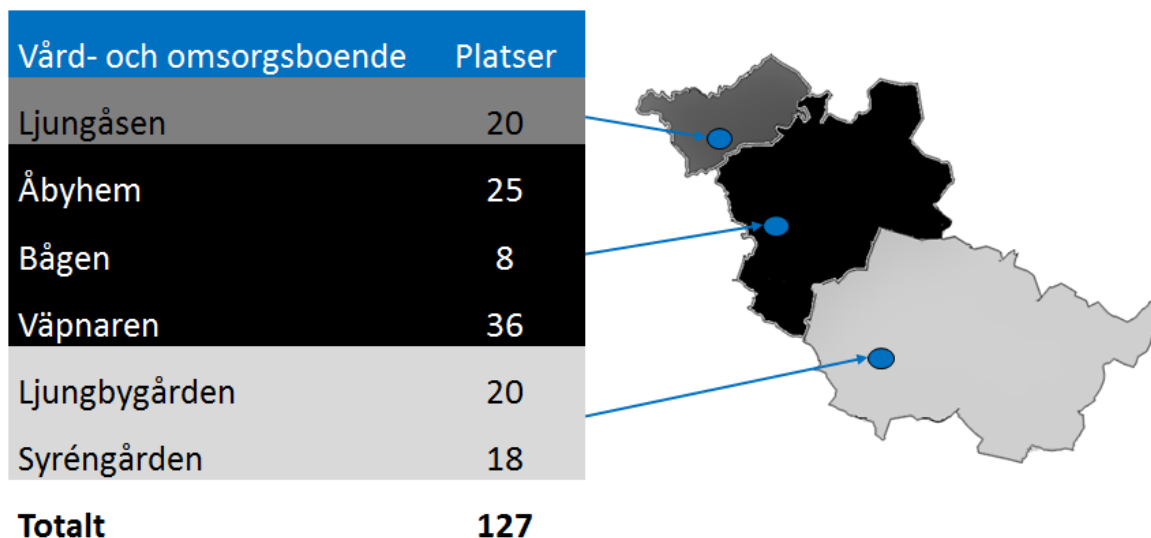 Vård- och omsorgsboende Platser
Ljungåsen 20
Åbyhem 25
Bågen 8
Väpnaren 36
Ljungbygården 20
Syréngården 18
Totalt 127